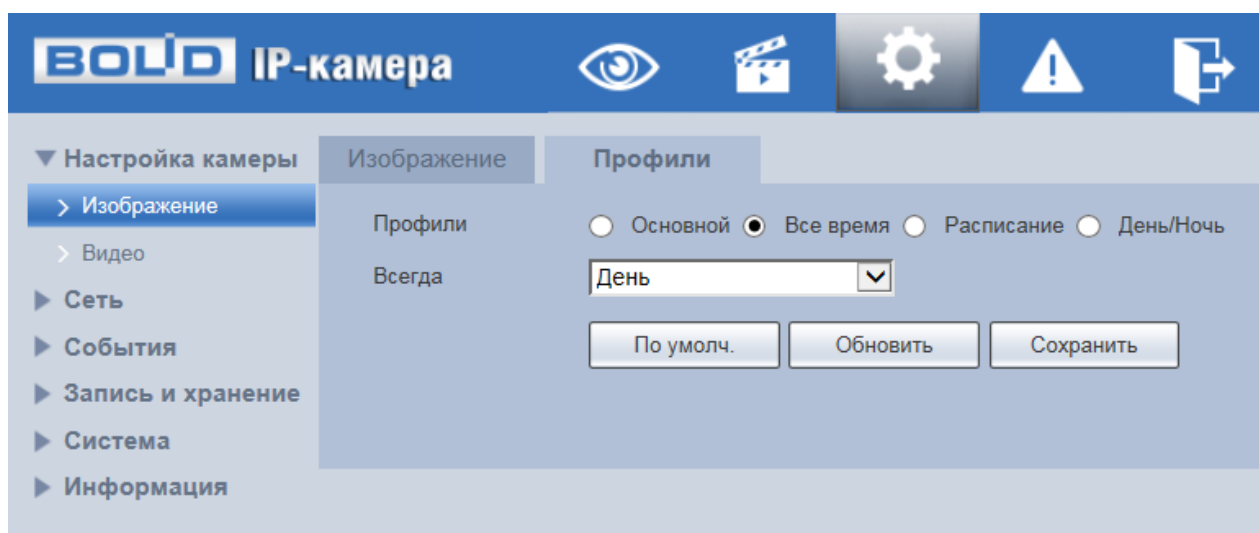 BOLID IP-камера
Настройка камеры
Изображение
Видео
Сеть
События
Запись и хранение
Система
Информация
Изображение Профили
Профили Основной Все время Расписание День/Ночь
Всегда День
По умолч. Обновить Сохранить